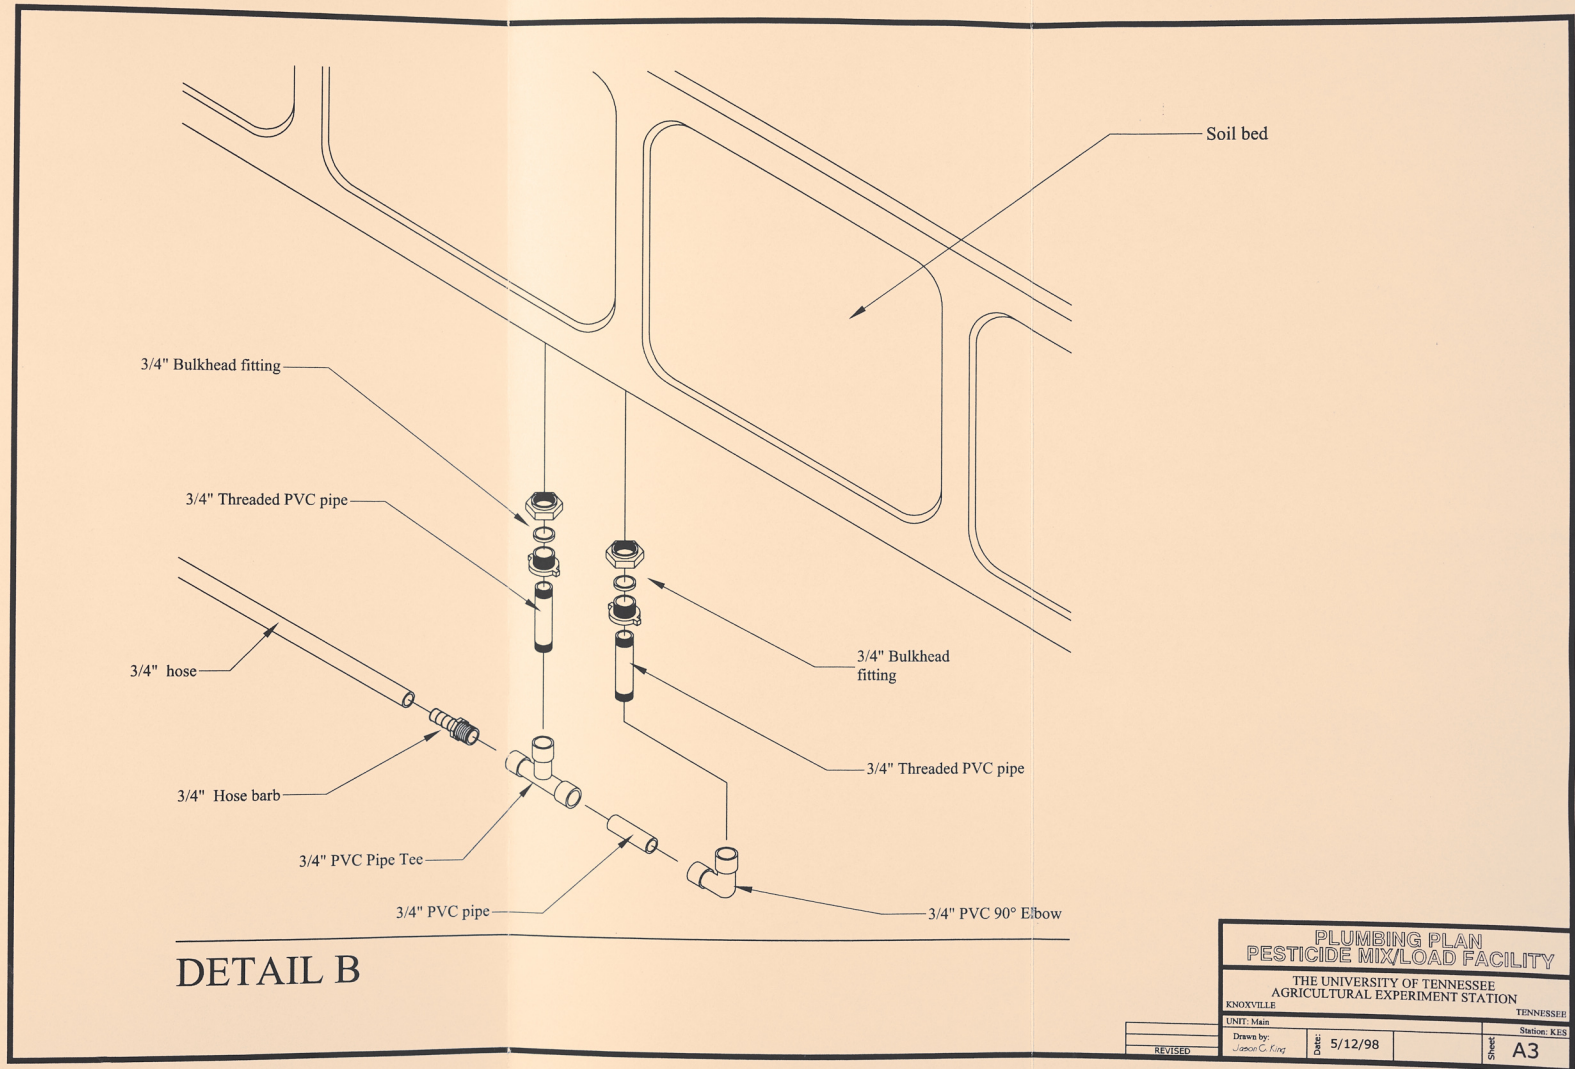 Soil bed
3/4" Bulkhead fitting
3/4" Threaded PVC pipe
3/4" hose
3/4" Bulkhead
fitting
3/4" Threaded PVC pipe
3/4" Hose barb
3/4" PVC Pipe Tee
3/4" PVC pipe
3/4" PVC 90° Elbow
DETAIL B
PLUMBING PLAN
PESTICIDE MIX/LOAD FACILITY
THE UNIVERSITY OF TENNESSEE
AGRICULTURAL EXPERIMENT STATION
KNOXVILLE TENNESSEE
UNIT: Main Station: KES
Drawn by: Jason C. King
Date: 5/12/98
Sheet A3
REVISED